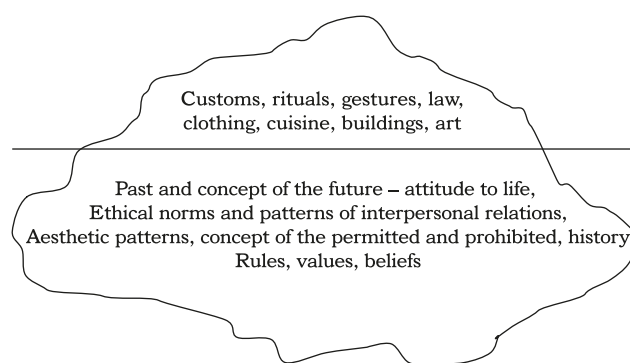 Customs, rituals, gestures, law,
clothing, cuisine, buildings, art
Past and concept of the future – attitude to life,
Ethical norms and patterns of interpersonal relations,
Aesthetic patterns, concept of the permitted and prohibited, history
Rules, values, beliefs